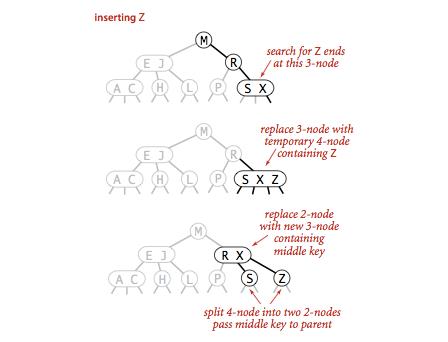 inserting Z
M
E J
R
search for Z ends
at this 3-node
A C
H
L
P
S X
M
replace 3-node with
temporary 4-node
containing Z
E J
R
A C
H
L
P
S X Z
replace 2-node
with new 3-node
containing
middle key
M
E J
R X
A C
H
L
P
S
Z
split 4-node into two 2-nodes
pass middle key to parent